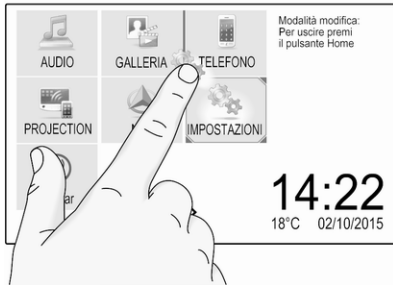 Modalità modifica:
Per uscire premi
il pulsante Home
AUDIO
GALLERIA
TELEFONO
PROJECTION
IMPOSTAZIONI
14:22
18°C 02/10/2015